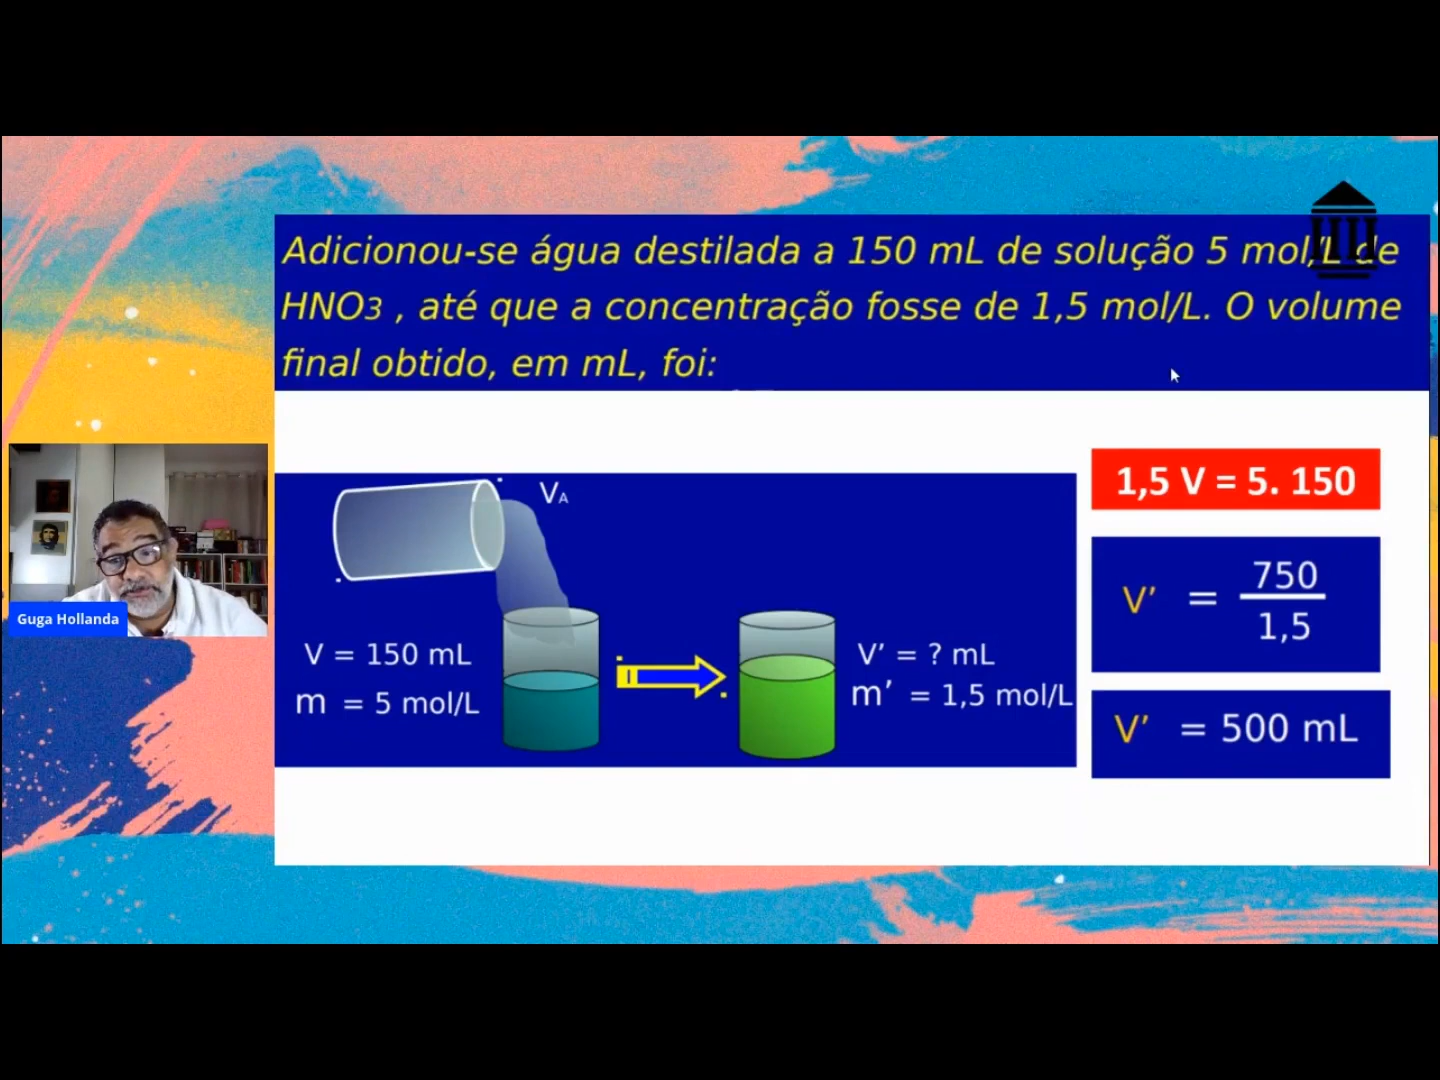 Adicionou-se água destilada a 150 mL de solução 5 mol/L de
HNO3 , até que a concentração fosse de 1,5 mol/L. O volume
final obtido, em mL, foi:
VA
V = 150 mL
m = 5 mol/L
V’ = ? mL
m’ = 1,5 mol/L
1,5 V = 5. 150
V’ = 750
1,5
V’ = 500 mL
Guga Hollanda